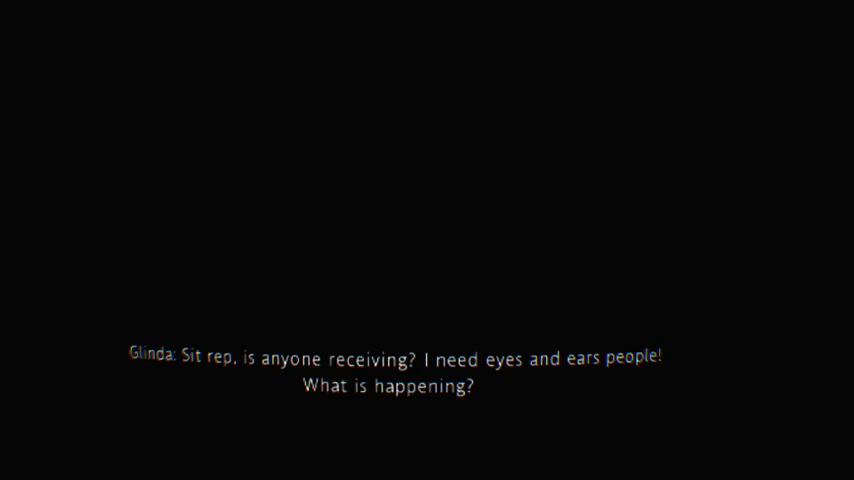 Glinda: Sit rep, is anyone receiving? I need eyes and ears people!
What is happening?